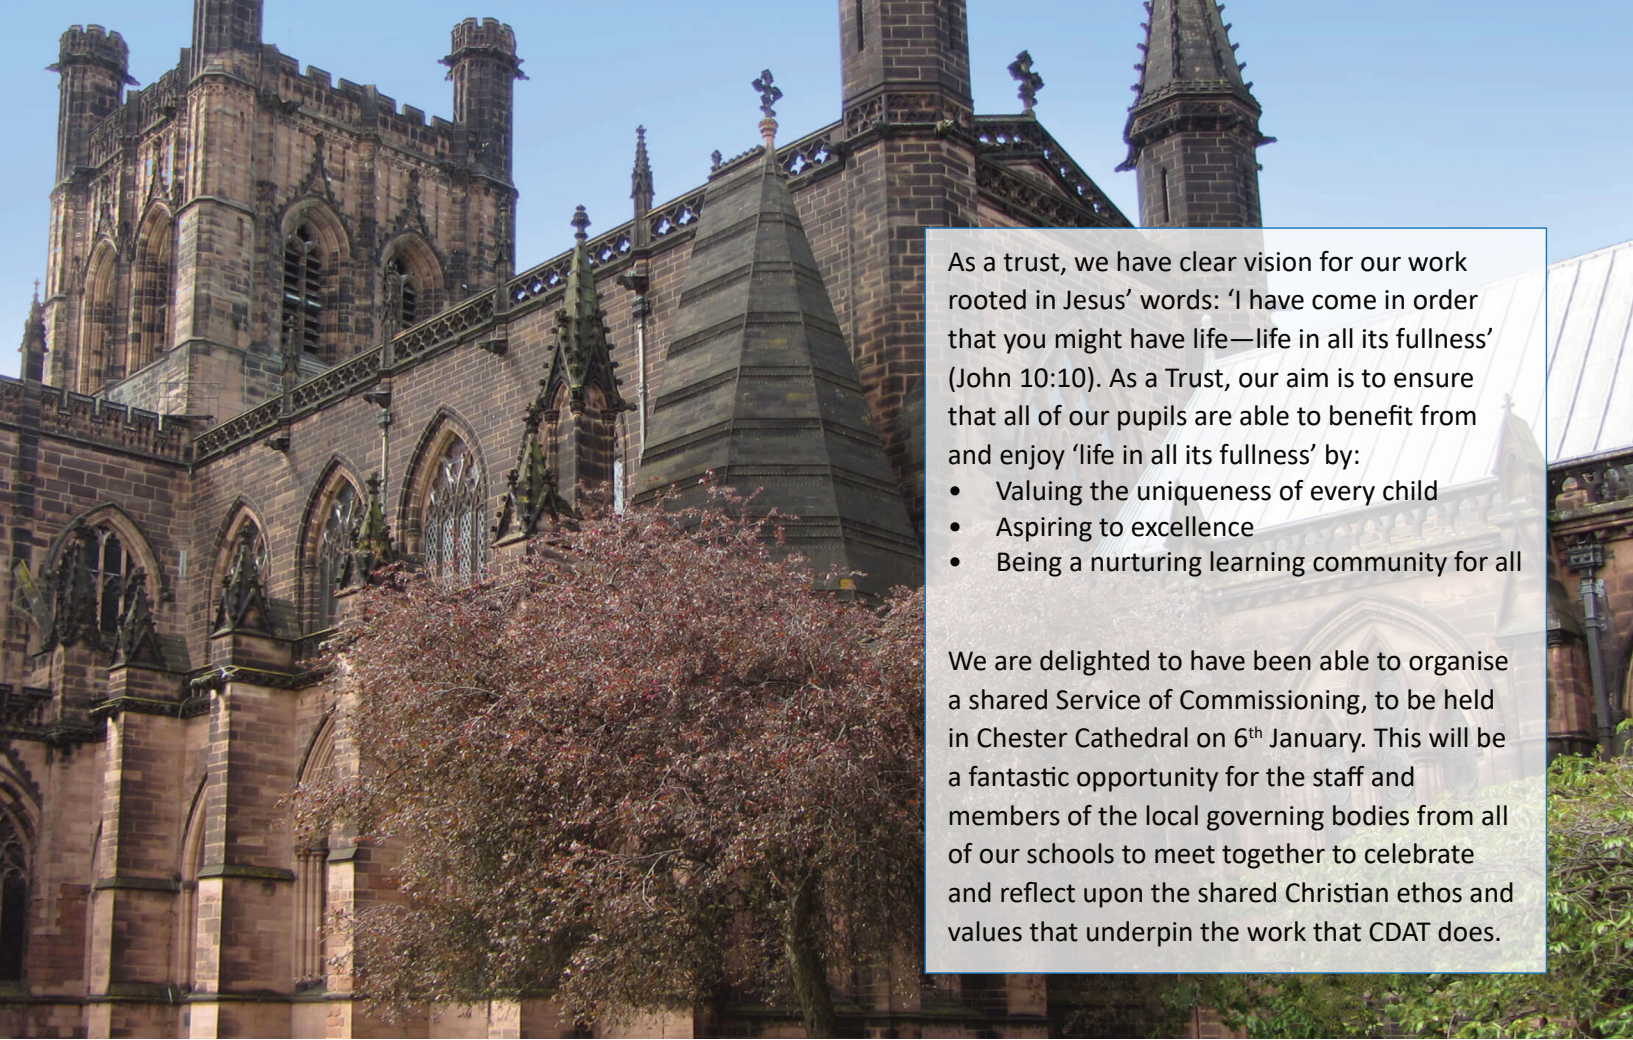 As a trust, we have clear vision for our work
rooted in Jesus’ words: ‘I have come in order
that you might have life—life in all its fullness’
(John 10:10). As a Trust, our aim is to ensure
that all of our pupils are able to benefit from
and enjoy ‘life in all its fullness’ by:
• Valuing the uniqueness of every child
• Aspiring to excellence
• Being a nurturing learning community for all
We are delighted to have been able to organise
a shared Service of Commissioning, to be held
in Chester Cathedral on 6th January. This will be
a fantastic opportunity for the staff and
members of the local governing bodies from all
of our schools to meet together to celebrate
and reflect upon the shared Christian ethos and
values that underpin the work that CDAT does.